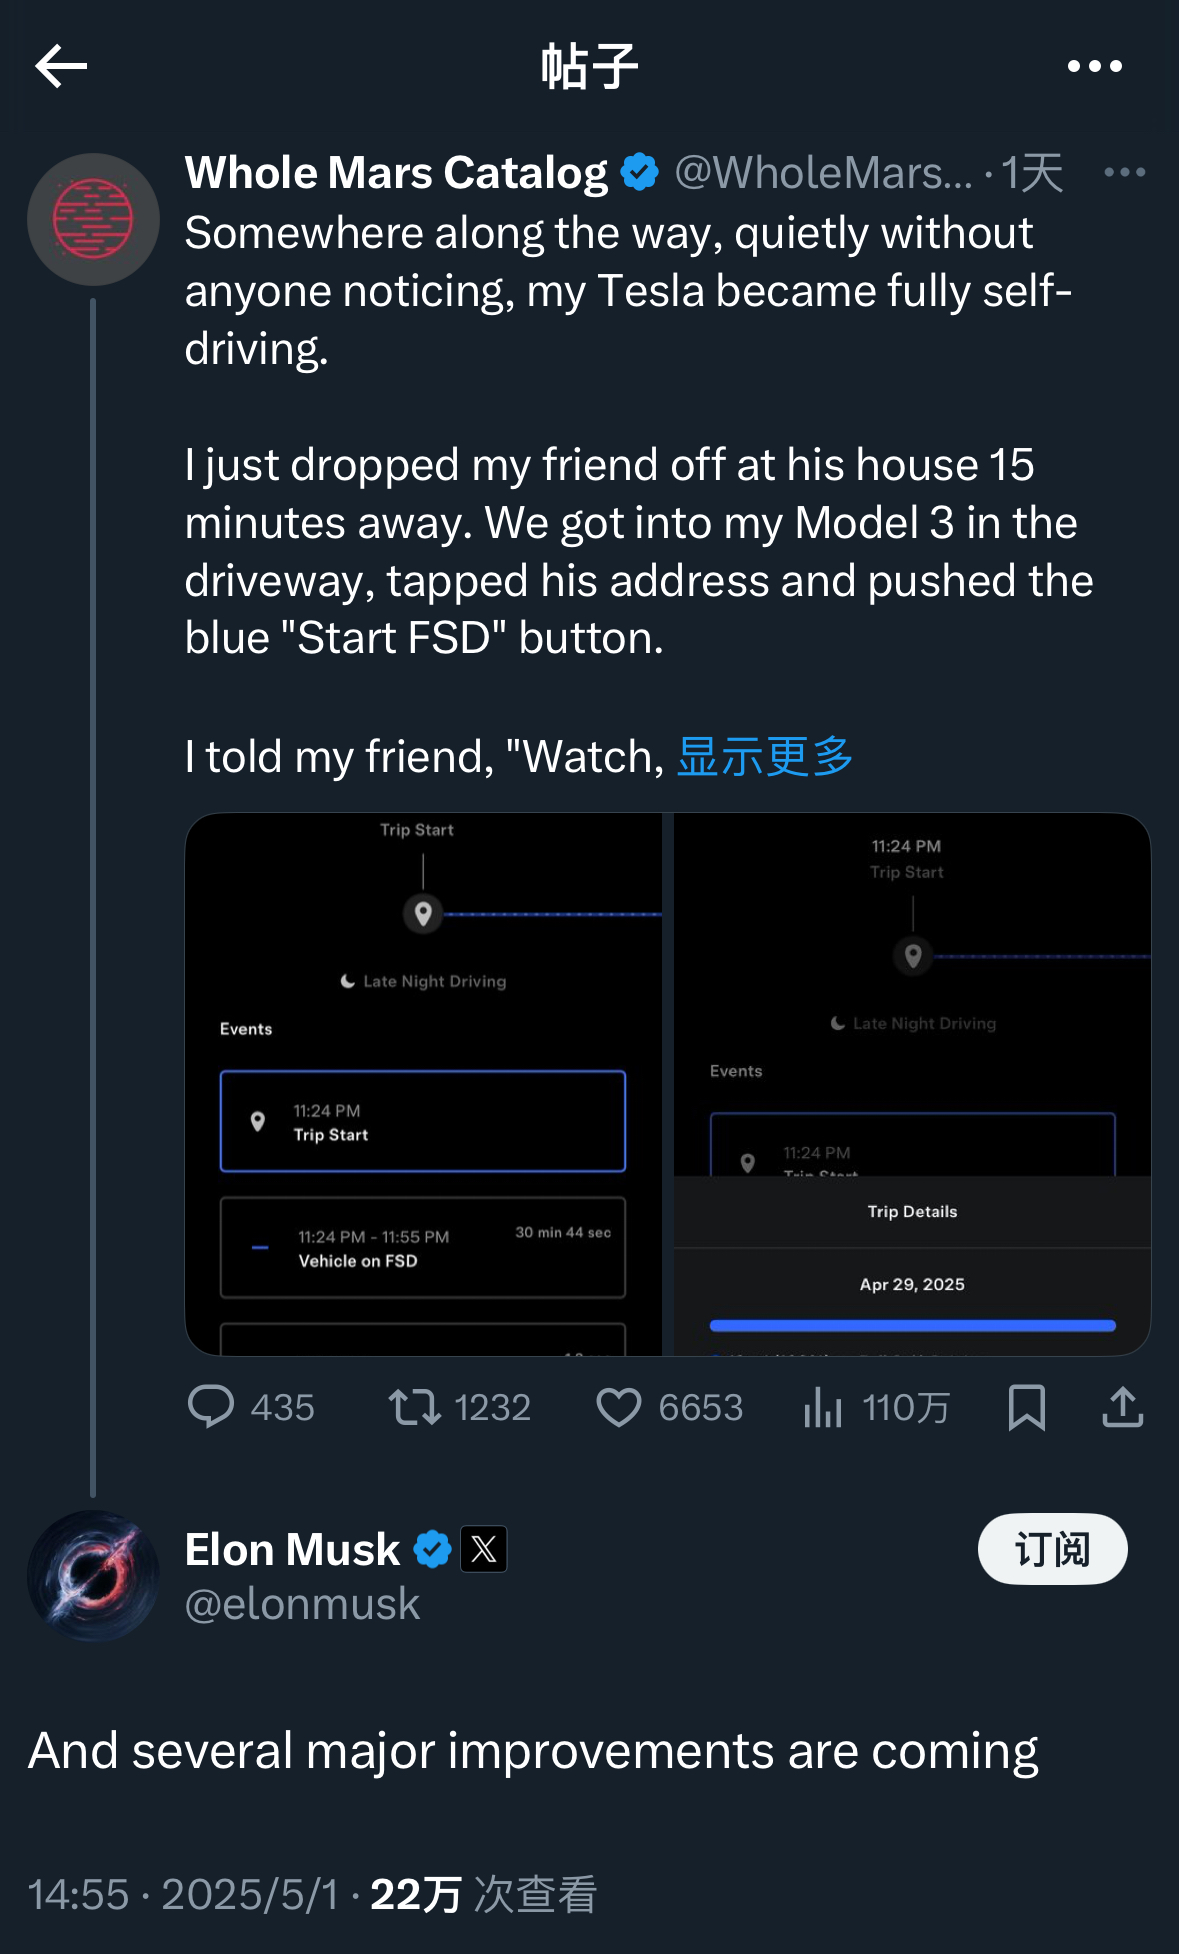 帖子
Whole Mars Catalog @WholeMars... · 1天
Somewhere along the way, quietly without
anyone noticing, my Tesla became fully self-
driving.
I just dropped my friend off at his house 15
minutes away. We got into my Model 3 in the
driveway, tapped his address and pushed the
blue "Start FSD" button.
I told my friend, "Watch, 显示更多
Trip Start
Late Night Driving
Events
11:24 PM
Trip Start
11:24 PM - 11:55 PM
30 min 44 sec
Vehicle on FSD
11:24 PM
Trip Start
Late Night Driving
Events
11:24 PM
Trip Start
Trip Details
Apr 29, 2025
435 1232 6653 110万
Elon Musk X
订阅
@elonmusk
And several major improvements are coming
14:55 · 2025/5/1 · 22万 次查看